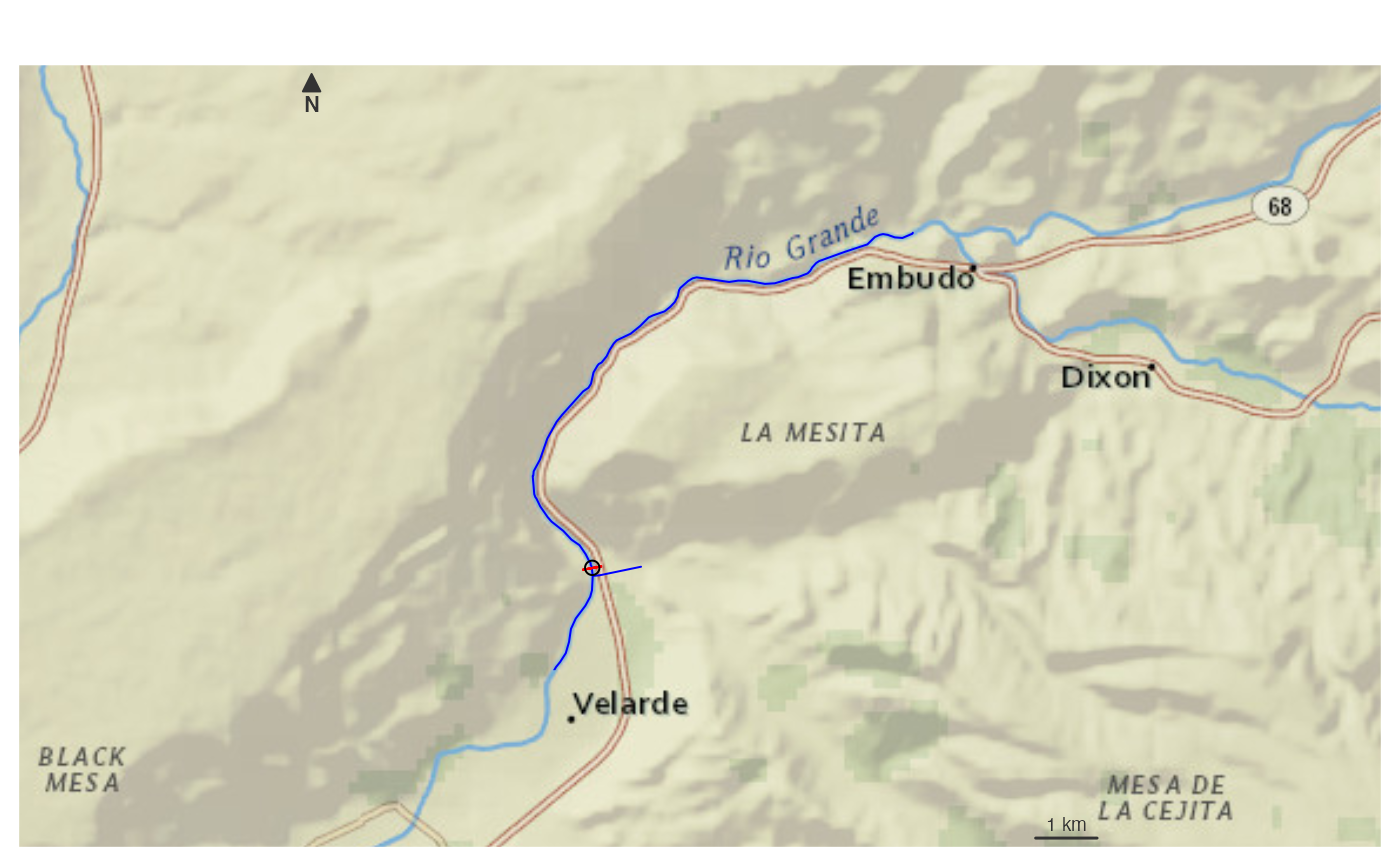 N
68
Rio Grande
Embudo
Dixon
LA MESITA
Velarde
BLACK
MESA
MESA DE
LA CEJITA
1 km